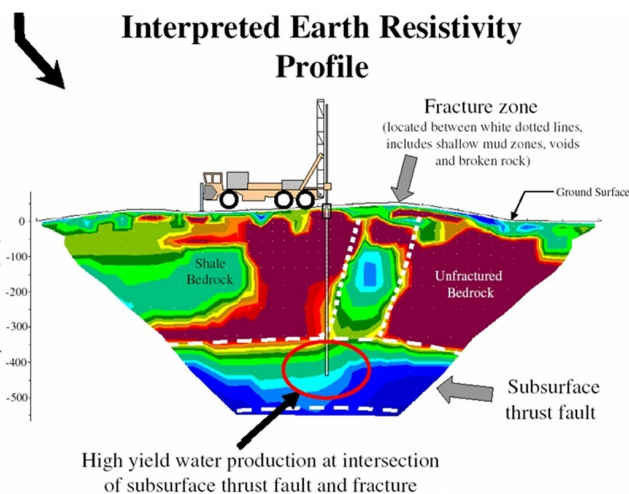 Interpreted Earth Resistivity
Profile
Fracture zone
(located between white dotted lines,
includes shallow mud zones, voids
and broken rock)
Ground Surface
0
-100
-200
-300
-400
-500
Shale
Bedrock
Unfractured
Bedrock
Subsurface
thrust fault
High yield water production at intersection
of subsurface thrust fault and fracture